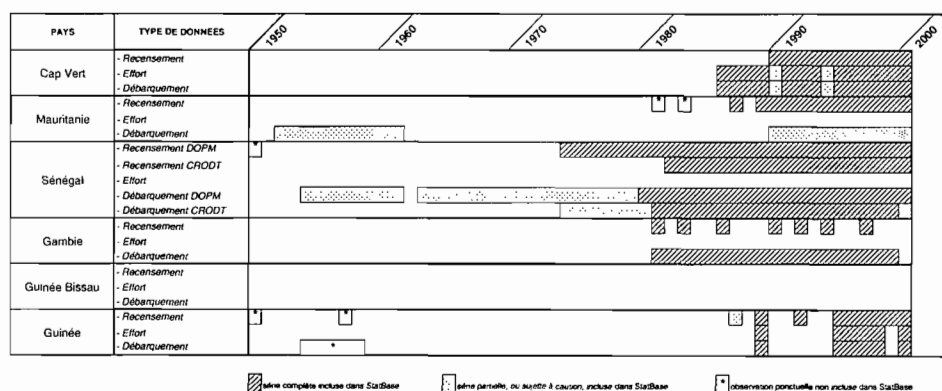 PAYS TYPE DE DONNEES 1950 1960 1970 1980 1990 2000
Cap Vert
- Recensement
- Effort
- Débarquement
Mauritanie
- Recensement * *
- Effort
- Débarquement
Sénégal
- Recensement DOPM *
- Recensement CRODT
- Effort
- Débarquement DOPM
- Débarquement CRODT
Gambie
- Recensement
- Effort
- Débarquement
Guinée Bissau
- Recensement
- Effort
- Débarquement
Guinée
- Recensement * *
- Effort
- Débarquement *
série complète incluse dans StatBase série partielle, ou sujette à caution, incluse dans StatBase * observation ponctuelle non incluse dans StatBase